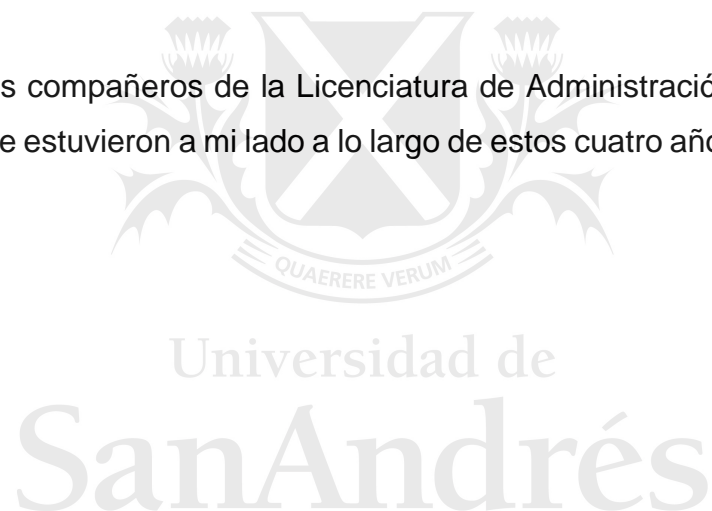 s compañeros de la Licenciatura de Administració
e estuvieron a mi lado a lo largo de estos cuatro año
QUAERERE VERUM
Universidad de
SanAndrés